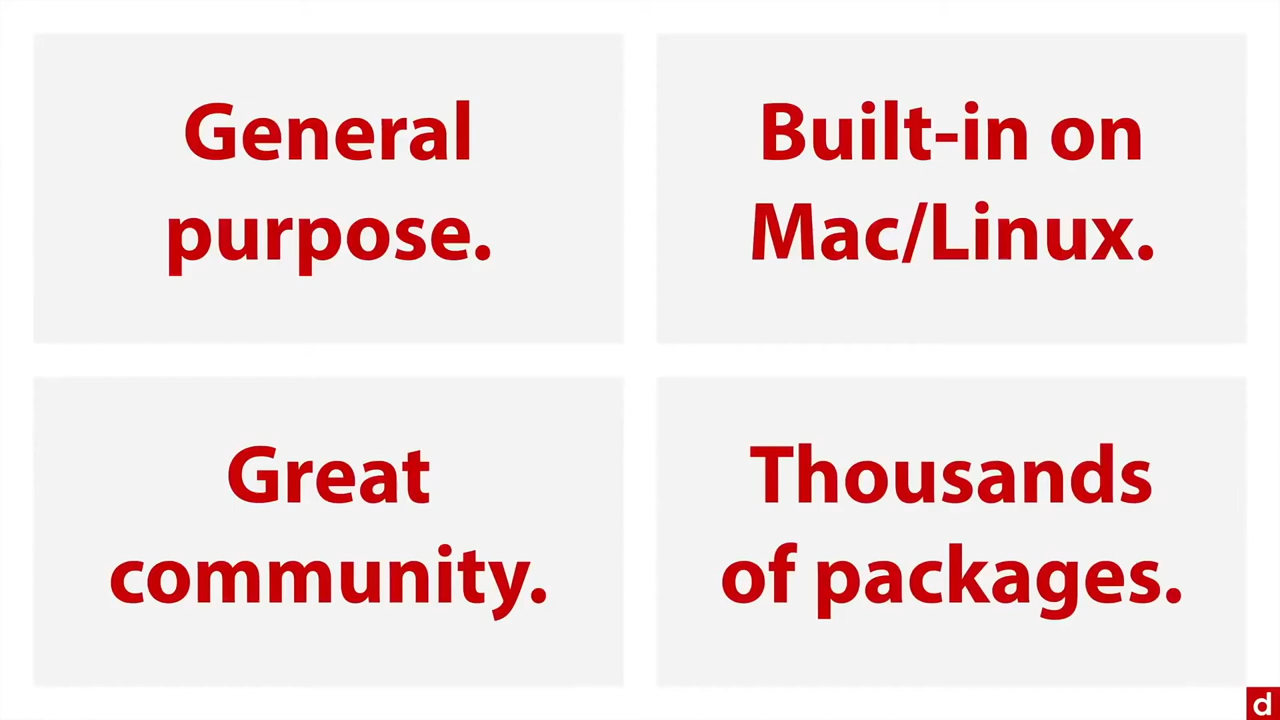 General
purpose.
Built-in on
Mac/Linux.
Great
community.
Thousands
of packages.
d